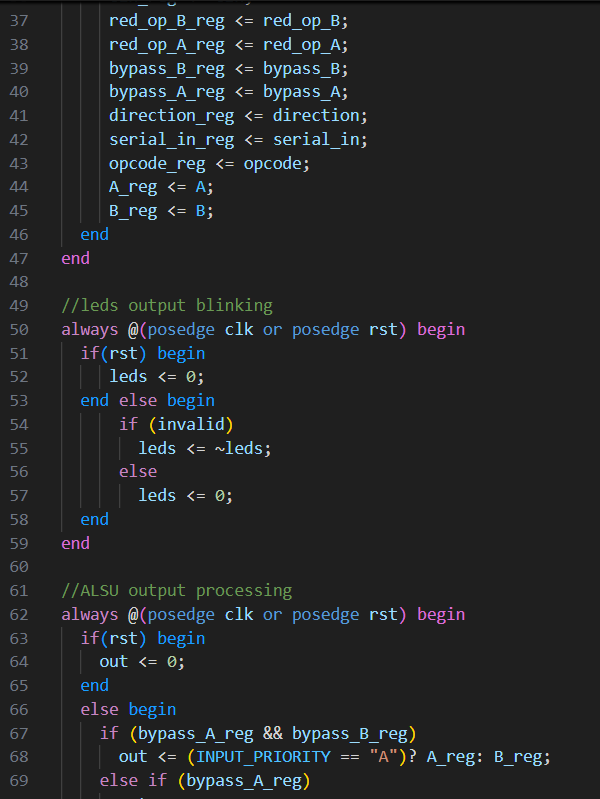 37 red_op_B_reg <= red_op_B;
38 red_op_A_reg <= red_op_A;
39 bypass_B_reg <= bypass_B;
40 bypass_A_reg <= bypass_A;
41 direction_reg <= direction;
42 serial_in_reg <= serial_in;
43 opcode_reg <= opcode;
44 A_reg <= A;
45 B_reg <= B;
46 end
47 end
48
49 //leds output blinking
50 always @(posedge clk or posedge rst) begin
51 if(rst) begin
52 leds <= 0;
53 end else begin
54 if (invalid)
55 leds <= ~leds;
56 else
57 leds <= 0;
58 end
59 end
60
61 //ALSU output processing
62 always @(posedge clk or posedge rst) begin
63 if(rst) begin
64 out <= 0;
65 end
66 else begin
67 if (bypass_A_reg && bypass_B_reg)
68 out <= (INPUT_PRIORITY == "A")? A_reg: B_reg;
69 else if (bypass_A_reg)